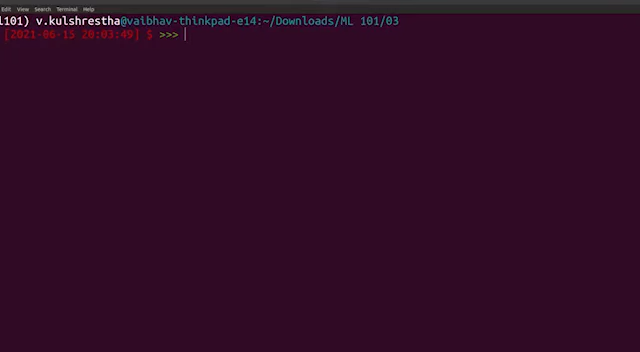 Edit View Search Terminal Help
l101) v.kulshrestha@vaibhav-thinkpad-e14:~/Downloads/ML 101/03
[2021-06-15 20:03:49] $ >>>